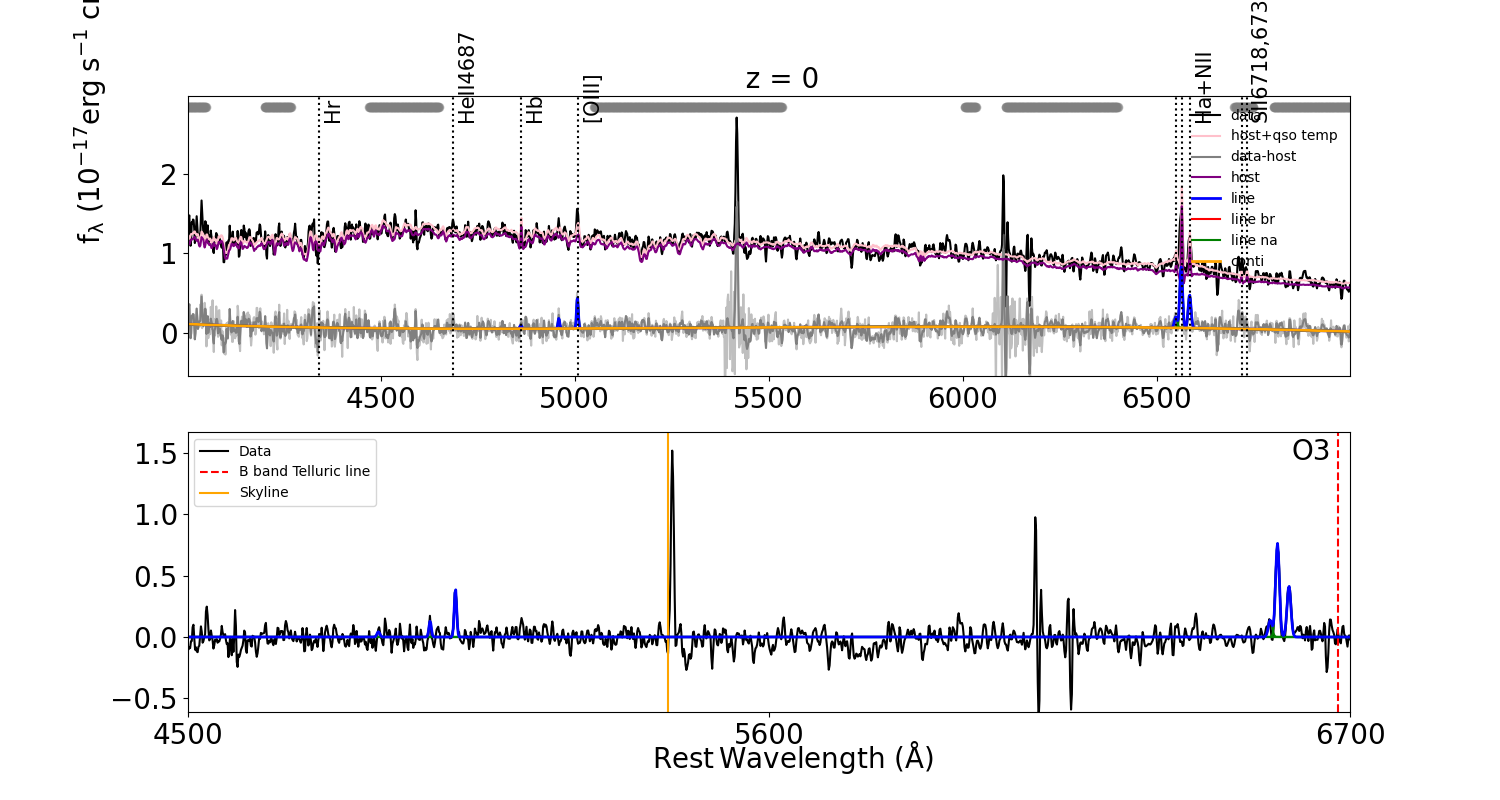 z = 0
fλ (10−17erg s−1 c
Hr
HeII4687
Hb
[OIII]
Ha+NII
SII6718,673
data
host+qso temp
data-host
host
line
line br
line na
conti
2
1
0
4500 5000 5500 6000 6500
Data
B band Telluric line
Skyline
O3
1.5
1.0
0.5
0.0
−0.5
4500 5600 6700
Rest Wavelength (Å)